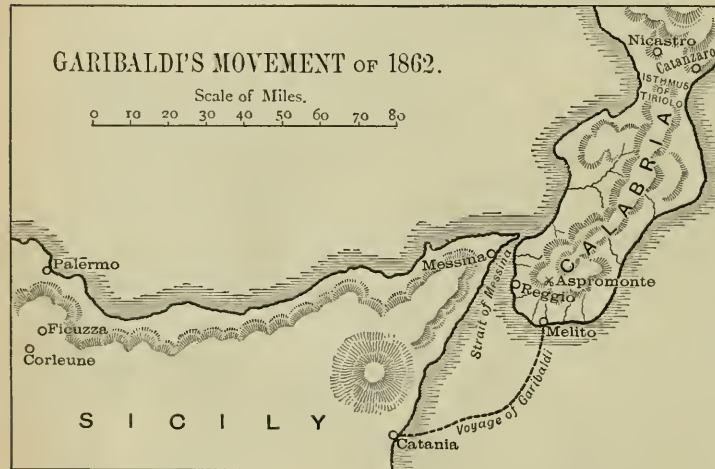 GARIBALDI'S MOVEMENT OF 1862.
Scale of Miles.
0 10 20 30 40 50 60 70 80
Nicastro
Catanzaro
ISTHMUS
OF
TIRIOLO
CALABRIA
Palermo
Messina
Strait of Messina
Reggio
Aspromonte
Ficuzza
Corleune
Melito
Voyage of Garibaldi
SICILY
Catania